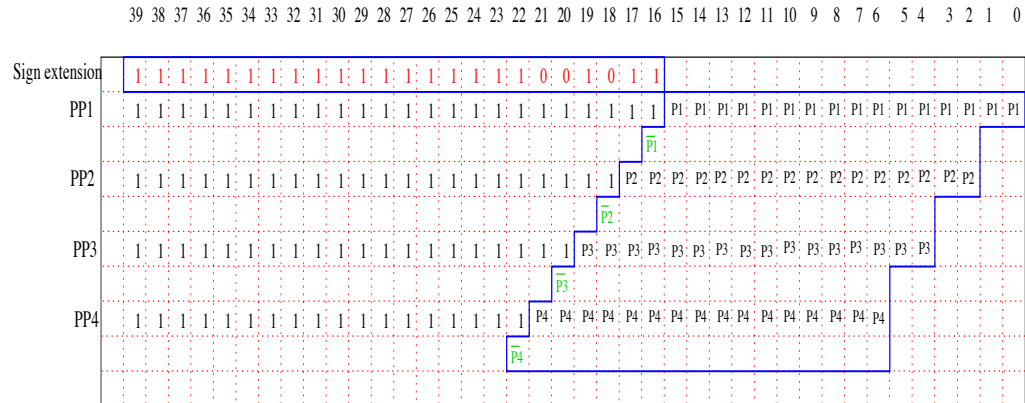 39 38 37 36 35 34 33 32 31 30 29 28 27 26 25 24 23 22 21 20 19 18 17 16 15 14 13 12 11 10 9 8 7 6 5 4 3 2 1 0
Sign extension 1 1 1 1 1 1 1 1 1 1 1 1 1 1 1 1 1 1 0 0 1 0 1 1
PP1 1 1 1 1 1 1 1 1 1 1 1 1 1 1 1 1 1 1 1 1 1 1 1 1 P1 P1 P1 P1 P1 P1 P1 P1 P1 P1 P1 P1 P1 P1 P1 P1
P̅1
PP2 1 1 1 1 1 1 1 1 1 1 1 1 1 1 1 1 1 1 1 1 1 1 P2 P2 P2 P2 P2 P2 P2 P2 P2 P2 P2 P2 P2 P2 P2 P2
P̅2
PP3 1 1 1 1 1 1 1 1 1 1 1 1 1 1 1 1 1 1 1 1 P3 P3 P3 P3 P3 P3 P3 P3 P3 P3 P3 P3 P3 P3 P3 P3
P̅3
PP4 1 1 1 1 1 1 1 1 1 1 1 1 1 1 1 1 1 1 P4 P4 P4 P4 P4 P4 P4 P4 P4 P4 P4 P4 P4 P4 P4 P4
P̅4